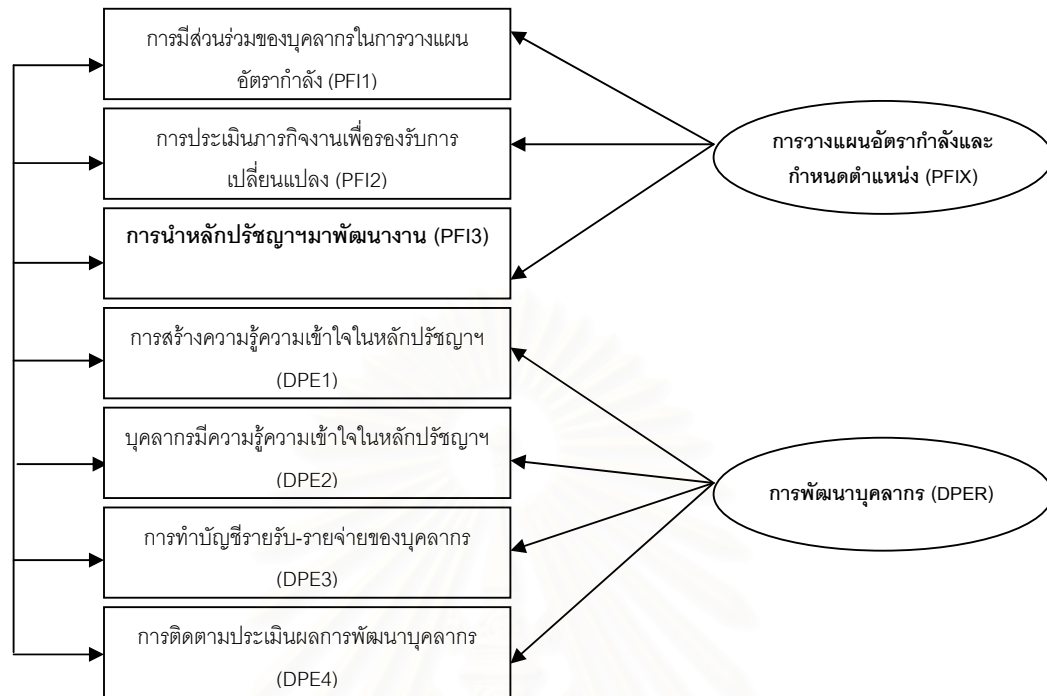 การมีส่วนร่วมของบุคลากรในการวางแผน
อัตรากำลัง (PFI1)
การประเมินภารกิจงานเพื่อรองรับการ
เปลี่ยนแปลง (PFI2)
การนำหลักปรัชญาฯมาพัฒนางาน (PFI3)
การสร้างความรู้ความเข้าใจในหลักปรัชญาฯ
(DPE1)
บุคลากรมีความรู้ความเข้าใจในหลักปรัชญาฯ
(DPE2)
การทำบัญชีรายรับ-รายจ่ายของบุคลากร
(DPE3)
การติดตามประเมินผลการพัฒนาบุคลากร
(DPE4)
การวางแผนอัตรากำลังและ
กำหนดตำแหน่ง (PFIX)
การพัฒนาบุคลากร (DPER)